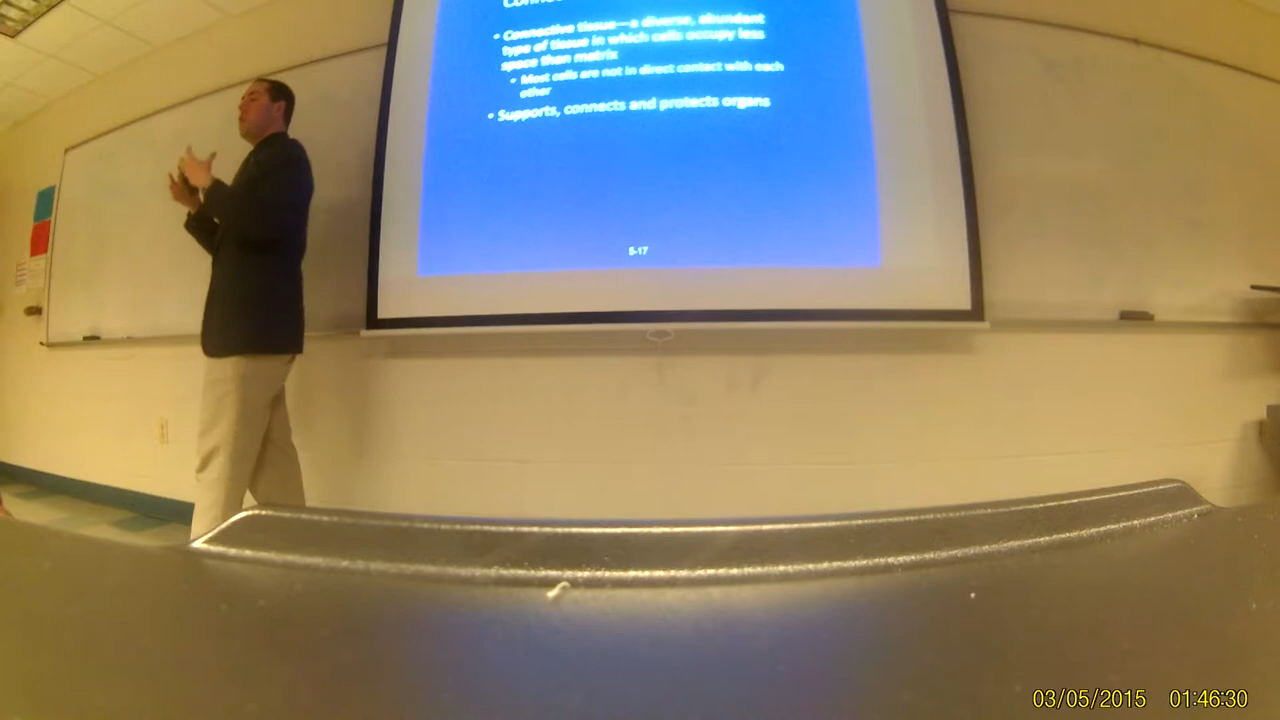 • Connective tissue—a diverse, abundant
type of tissue in which cells occupy less
space than matrix
• Most cells are not in direct contact with each
other
• Supports, connects and protects organs
5-17
03/05/2015 01:46:30